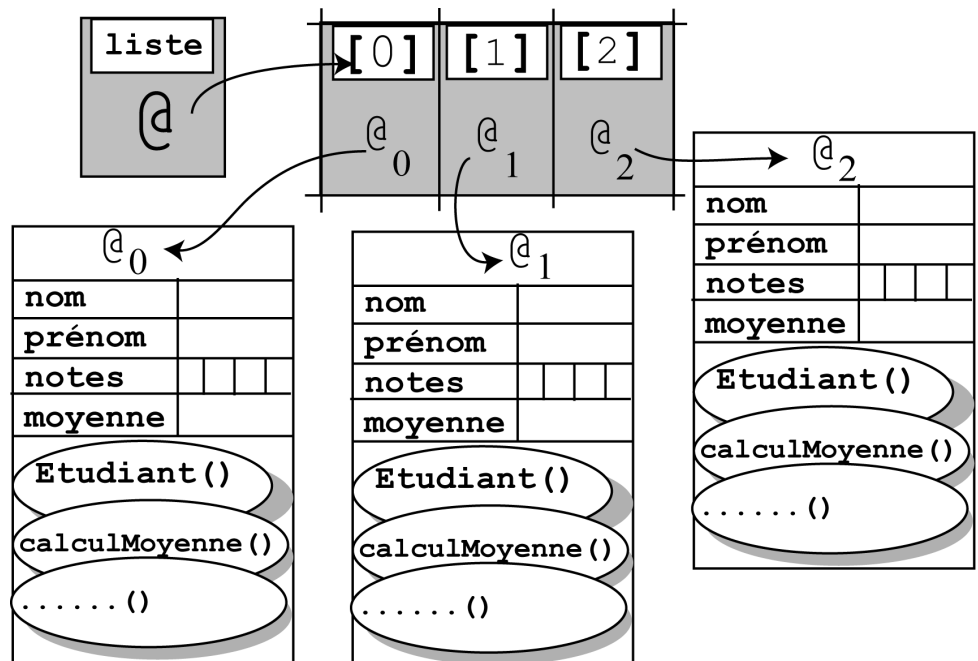 liste
@
[0] [1] [2]
@0 @1 @2
@0
nom
prénom
notes
moyenne
Etudiant()
calculMoyenne()
......()
@1
nom
prénom
notes
moyenne
Etudiant()
calculMoyenne()
......()
@2
nom
prénom
notes
moyenne
Etudiant()
calculMoyenne()
......()